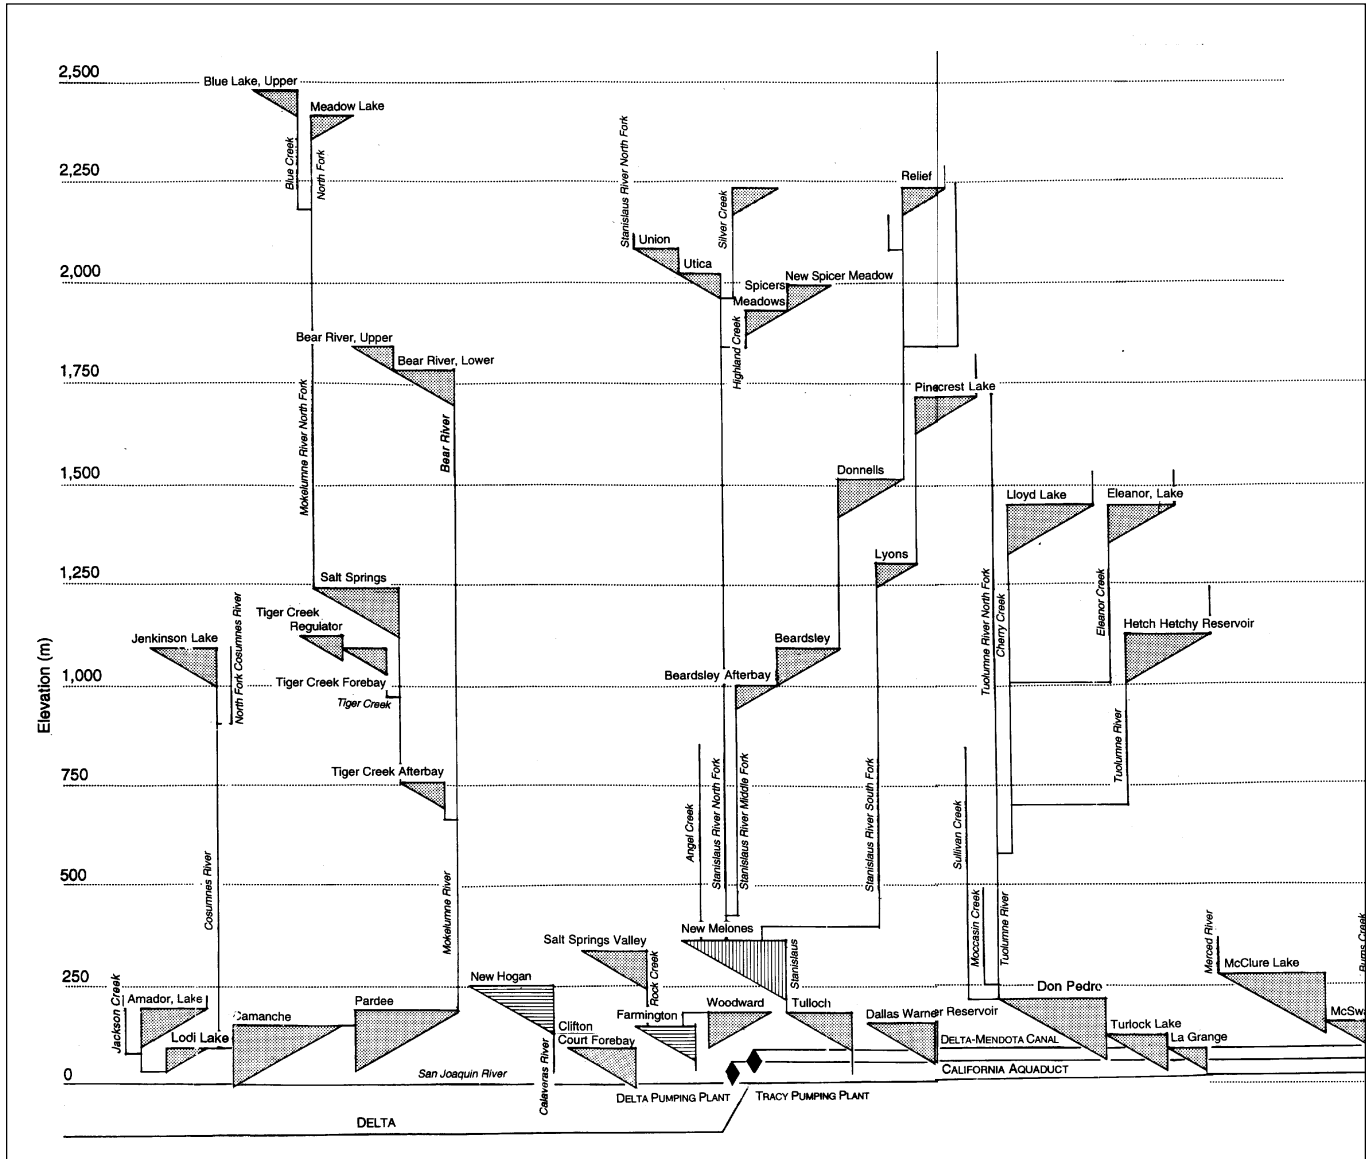 2,500
Blue Lake, Upper
Meadow Lake
Blue Creek
North Fork
Stanislaus River North Fork
2,250
Silver Creek
Relief
Union
Utica
2,000
Spicers
Meadows
New Spicer Meadow
Highland Creek
Bear River, Upper
Bear River, Lower
1,750
Pinecrest Lake
Mokelumne River North Fork
Bear River
1,500
Donnells
Lloyd Lake
Eleanor, Lake
Lyons
1,250
Salt Springs
Tuolumne River North Fork
Cherry Creek
Eleanor Creek
Tiger Creek
Regulator
Jenkinson Lake
North Fork Cosumnes River
Hetch Hetchy Reservoir
Beardsley
Beardsley Afterbay
Tiger Creek Forebay
Tiger Creek
1,000
Elevation (m)
Tuolumne River
750
Tiger Creek Afterbay
Angel Creek
Stanislaus River North Fork
Stanislaus River Middle Fork
Stanislaus River South Fork
Sullivan Creek
500
Cosumnes River
Mokelumne River
Moccasin Creek
Tuolumne River
Merced River
Burns Creek
New Melones
Salt Springs Valley
Rock Creek
Stanislaus
McClure Lake
250
New Hogan
Don Pedro
Jackson Creek
Amador, Lake
Pardee
Woodward
Tulloch
Camanche
Farmington
Dallas Warner Reservoir
McSwa
Lodi Lake
Clifton
Court Forebay
Turlock Lake
La Grange
DELTA-MENDOTA CANAL
CALIFORNIA AQUADUCT
0
San Joaquin River
Calaveras River
DELTA PUMPING PLANT
TRACY PUMPING PLANT
DELTA